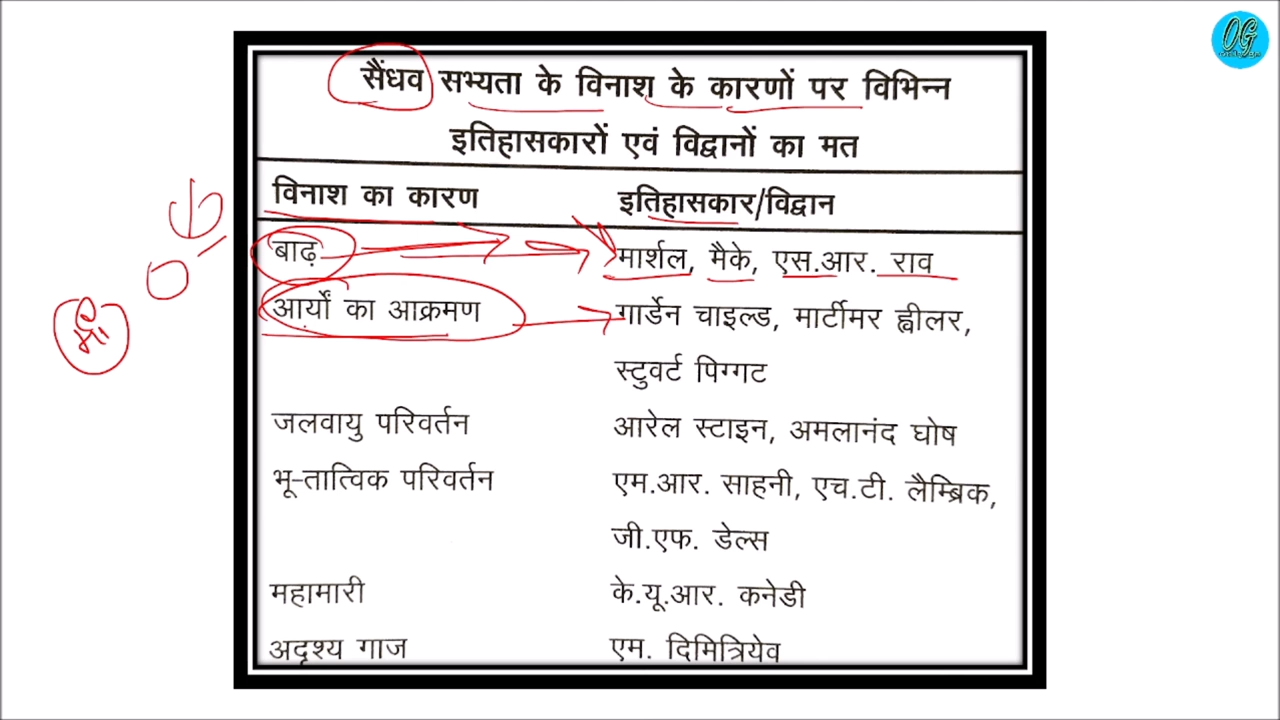 OG
सैंधव सभ्यता के विनाश के कारणों पर विभिन्न
इतिहासकारों एवं विद्वानों का मत
विनाश का कारण इतिहासकार/विद्वान
बाढ़ मार्शल, मैके, एस.आर. राव
आर्यों का आक्रमण गार्डेन चाइल्ड, मार्टीमर ह्वीलर,
स्टुवर्ट पिग्गट
जलवायु परिवर्तन आरेल स्टाइन, अमलानंद घोष
भू-तात्विक परिवर्तन एम.आर. साहनी, एच.टी. लैम्ब्रिक,
जी.एफ. डेल्स
महामारी के.यू.आर. कनेडी
अदृश्य गाज एम. दिमित्रियेव